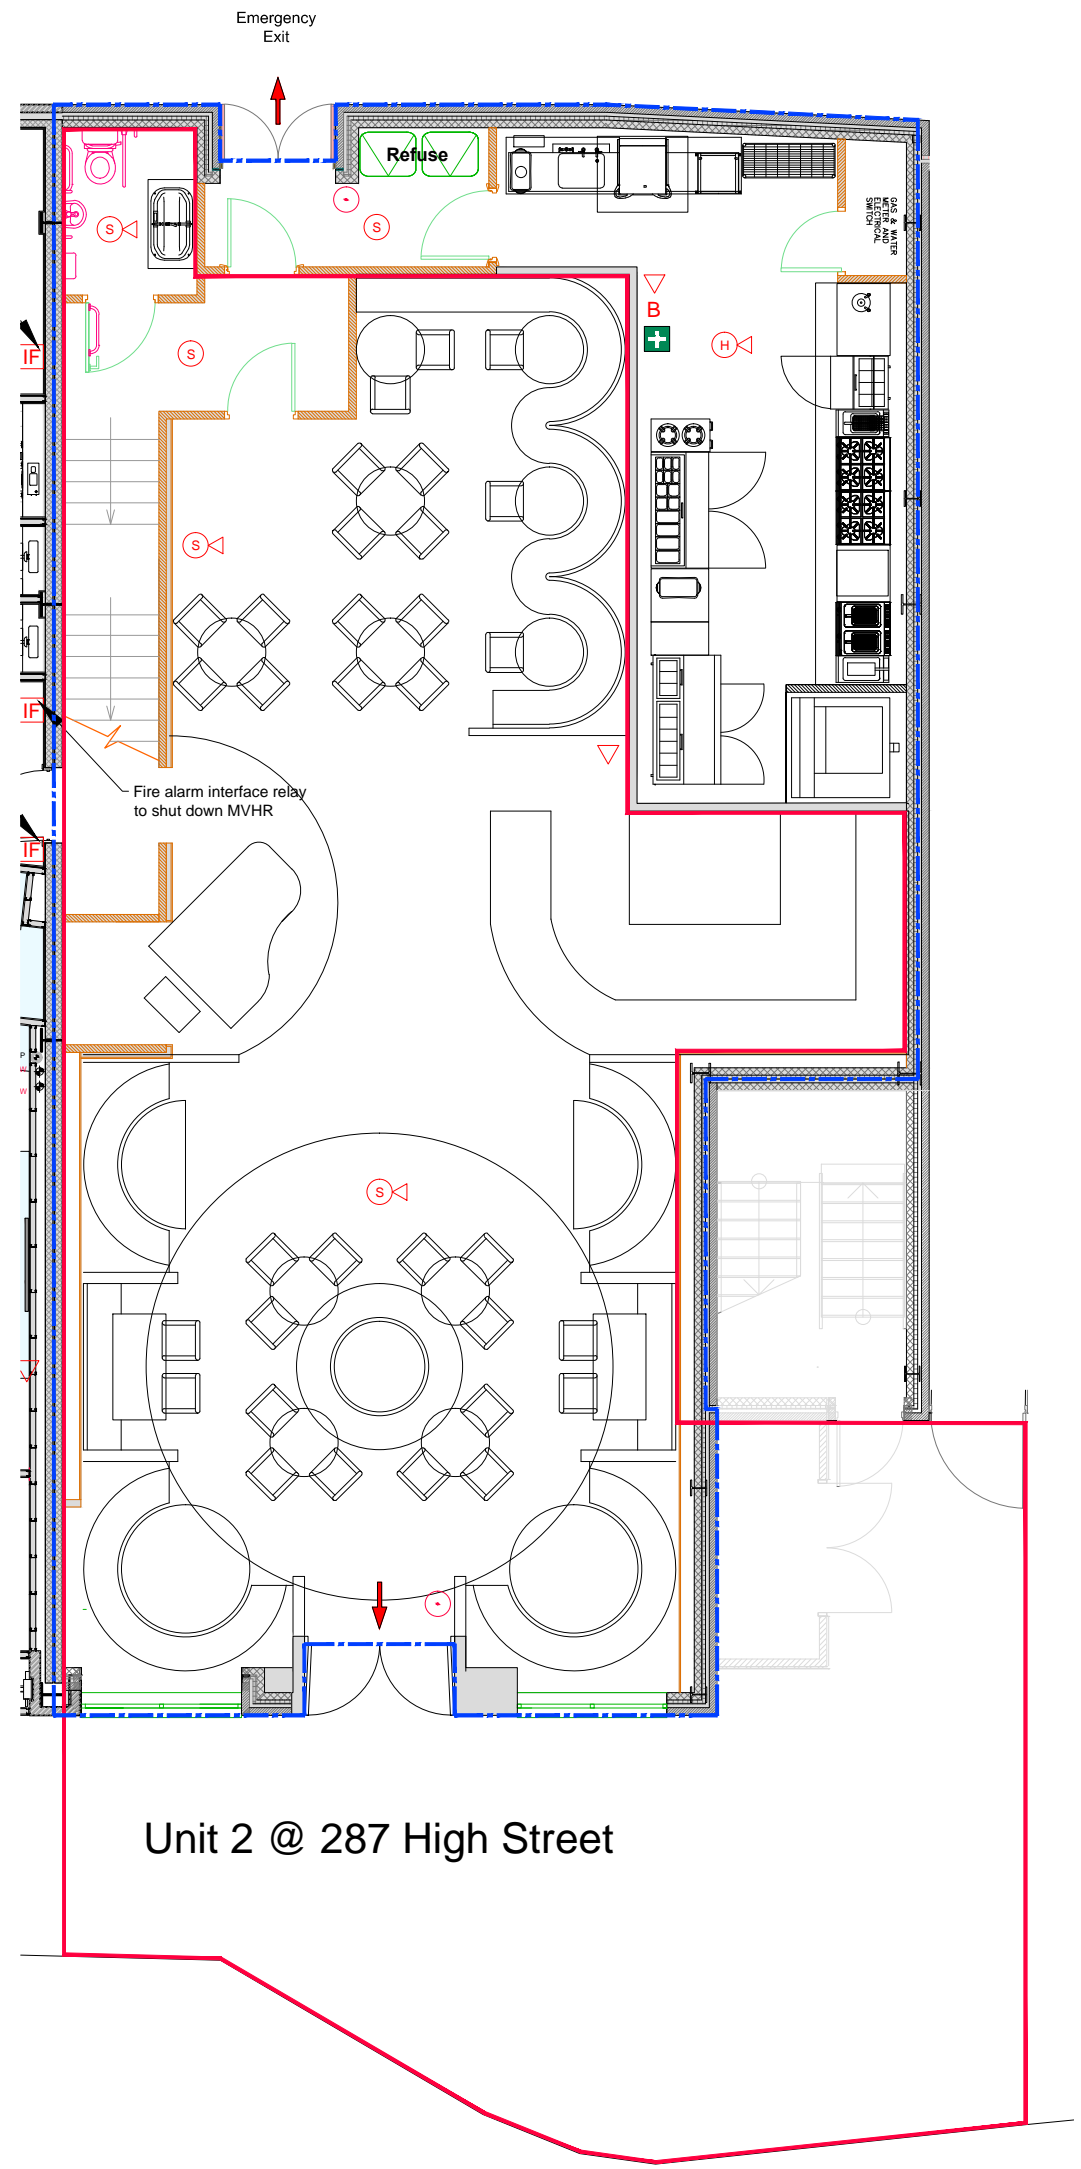 Emergency
Exit
Refuse
GAS & WATER
METER AND
ELECTRICAL
SWITCH
S
S
B
H
IF
S
S
IF
Fire alarm interface relay
to shut down MVHR
IF
P
W
W
S
Unit 2 @ 287 High Street